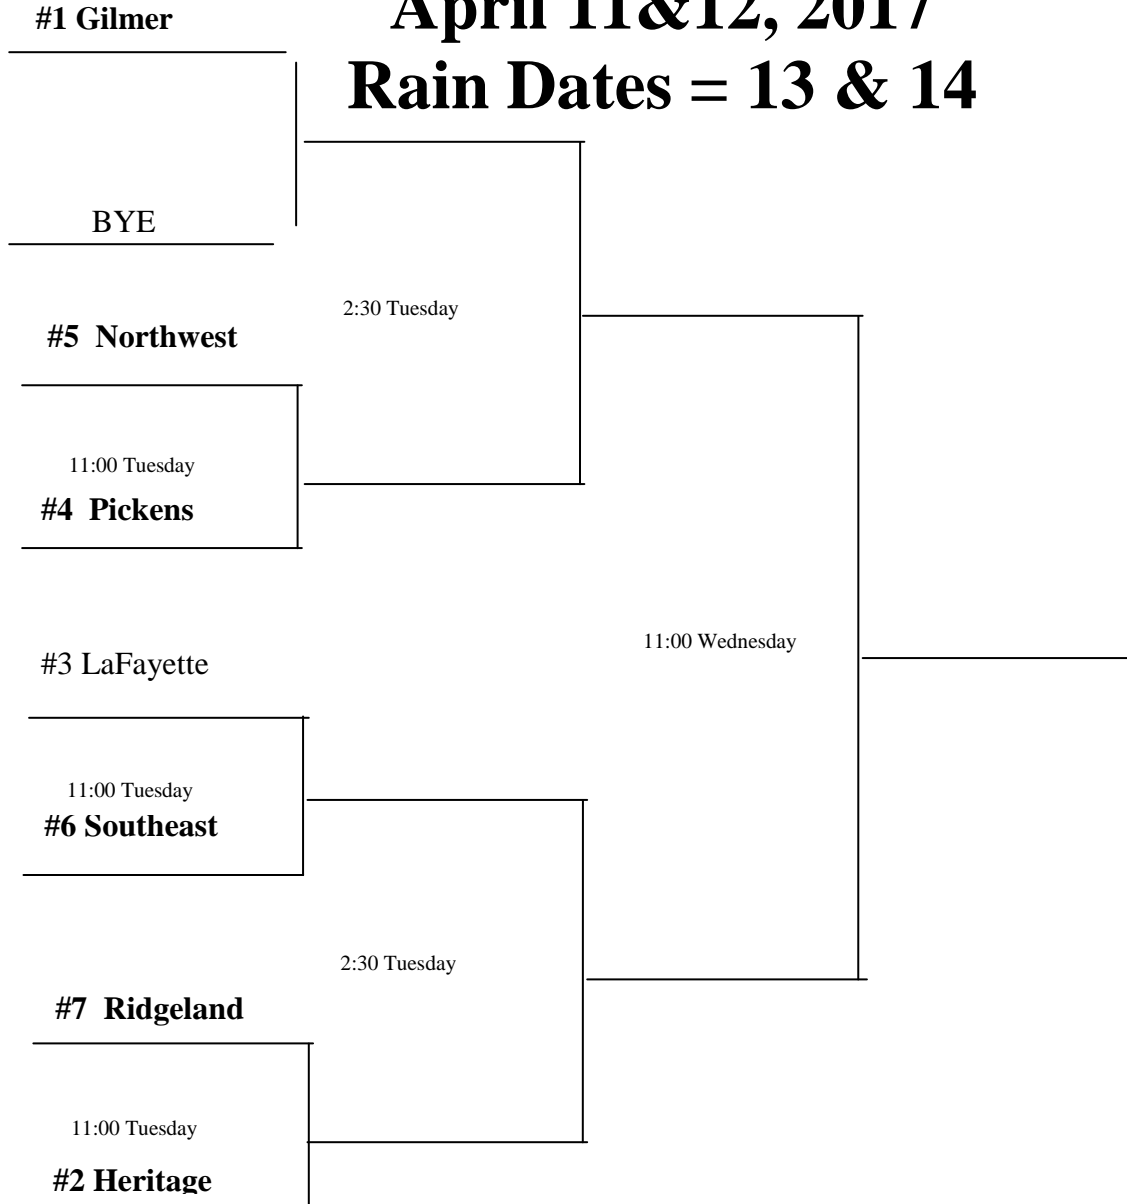 #1 Gilmer
April 11&12, 2017
Rain Dates = 13 & 14
BYE
2:30 Tuesday
#5  Northwest
11:00 Tuesday
#4  Pickens
11:00 Wednesday
#3 LaFayette
11:00 Tuesday
#6 Southeast
2:30 Tuesday
#7  Ridgeland
11:00 Tuesday
#2 Heritage